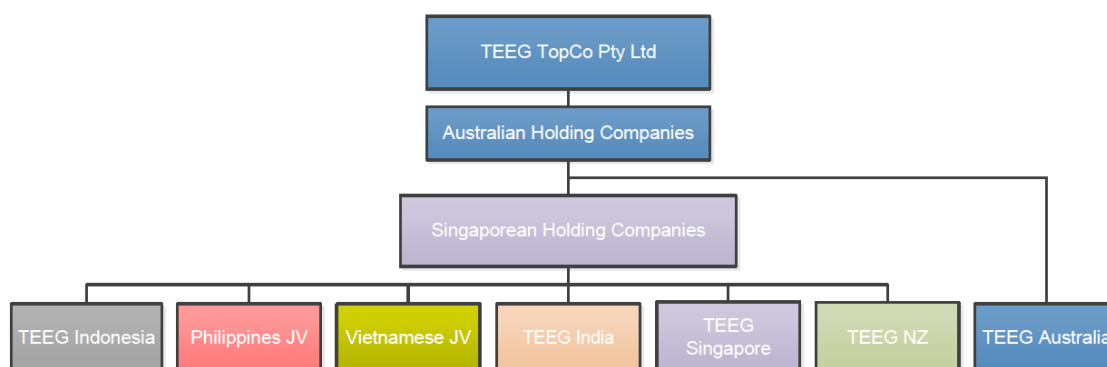 TEEG TopCo Pty Ltd
Australian Holding Companies
Singaporean Holding Companies
TEEG Indonesia
Philippines JV
Vietnamese JV
TEEG India
TEEG
Singapore
TEEG NZ
TEEG Australia